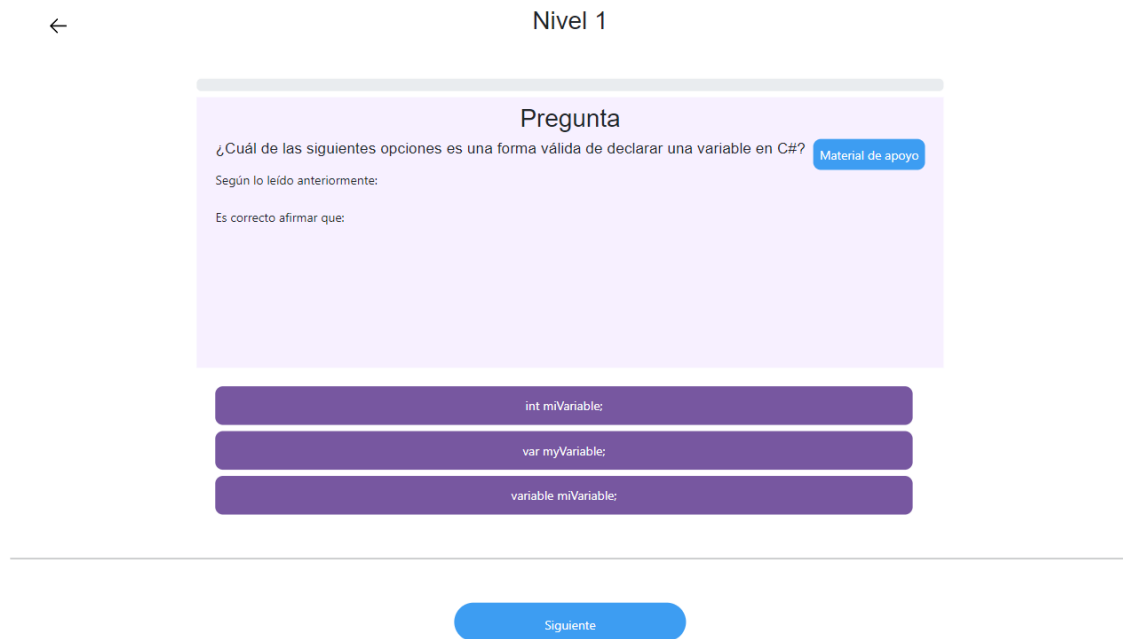 Nivel 1
Pregunta
¿Cuál de las siguientes opciones es una forma válida de declarar una variable en C#?
Material de apoyo
Según lo leído anteriormente:
Es correcto afirmar que:
int miVariable;
var myVariable;
variable miVariable;
Siguiente